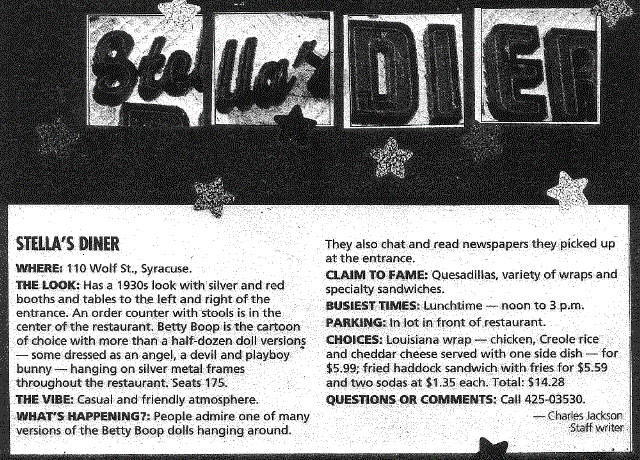 Stella's DIER
STELLA'S DINER
WHERE: 110 Wolf St., Syracuse.
THE LOOK: Has a 1930s look with silver and red
booths and tables to the left and right of the
entrance. An order counter with stools is in the
center of the restaurant. Betty Boop is the cartoon
of choice with more than a half-dozen doll versions
— some dressed as an angel, a devil and playboy
bunny — hanging on silver metal frames
throughout the restaurant. Seats 175.
THE VIBE: Casual and friendly atmosphere.
WHAT'S HAPPENING?: People admire one of many
versions of the Betty Boop dolls hanging around.
They also chat and read newspapers they picked up
at the entrance.
CLAIM TO FAME: Quesadillas, variety of wraps and
specialty sandwiches.
BUSIEST TIMES: Lunchtime — noon to 3 p.m.
PARKING: In lot in front of restaurant.
CHOICES: Louisiana wrap — chicken, Creole rice
and cheddar cheese served with one side dish — for
$5.99; fried haddock sandwich with fries for $5.59
and two sodas at $1.35 each. Total: $14.28
QUESTIONS OR COMMENTS: Call 425-03530.
— Charles Jackson
Staff writer